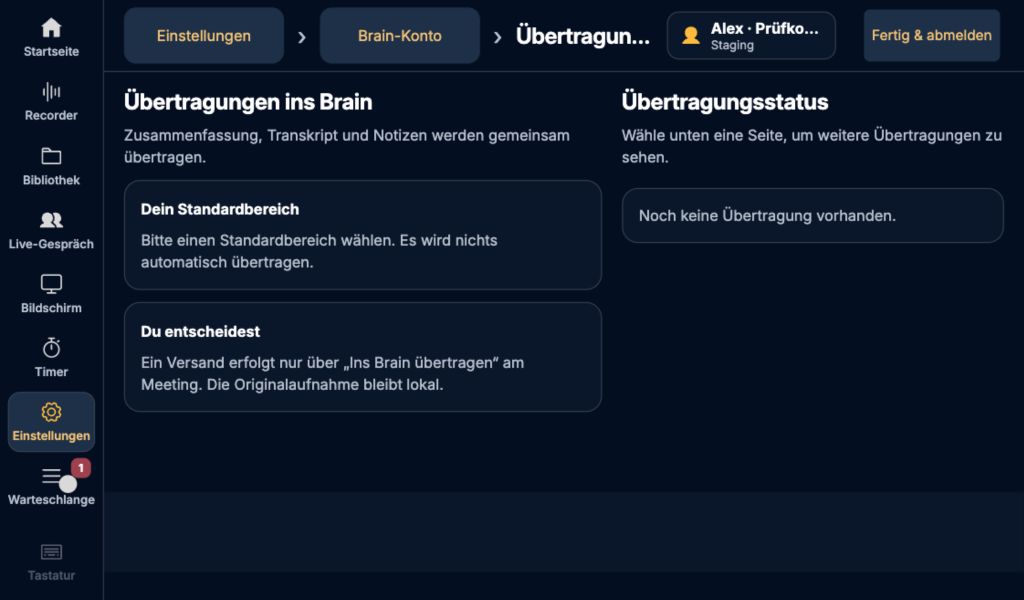 Startseite
Recorder
Bibliothek
Live-Gespräch
Bildschirm
Timer
Einstellungen
1
Warteschlange
Tastatur
Einstellungen
›
Brain-Konto
›
Übertragun...
Alex · Prüfko...
Staging
Fertig & abmelden
Übertragungen ins Brain
Zusammenfassung, Transkript und Notizen werden gemeinsam
übertragen.
Dein Standardbereich
Bitte einen Standardbereich wählen. Es wird nichts
automatisch übertragen.
Du entscheidest
Ein Versand erfolgt nur über „Ins Brain übertragen“ am
Meeting. Die Originalaufnahme bleibt lokal.
Übertragungsstatus
Wähle unten eine Seite, um weitere Übertragungen zu
sehen.
Noch keine Übertragung vorhanden.